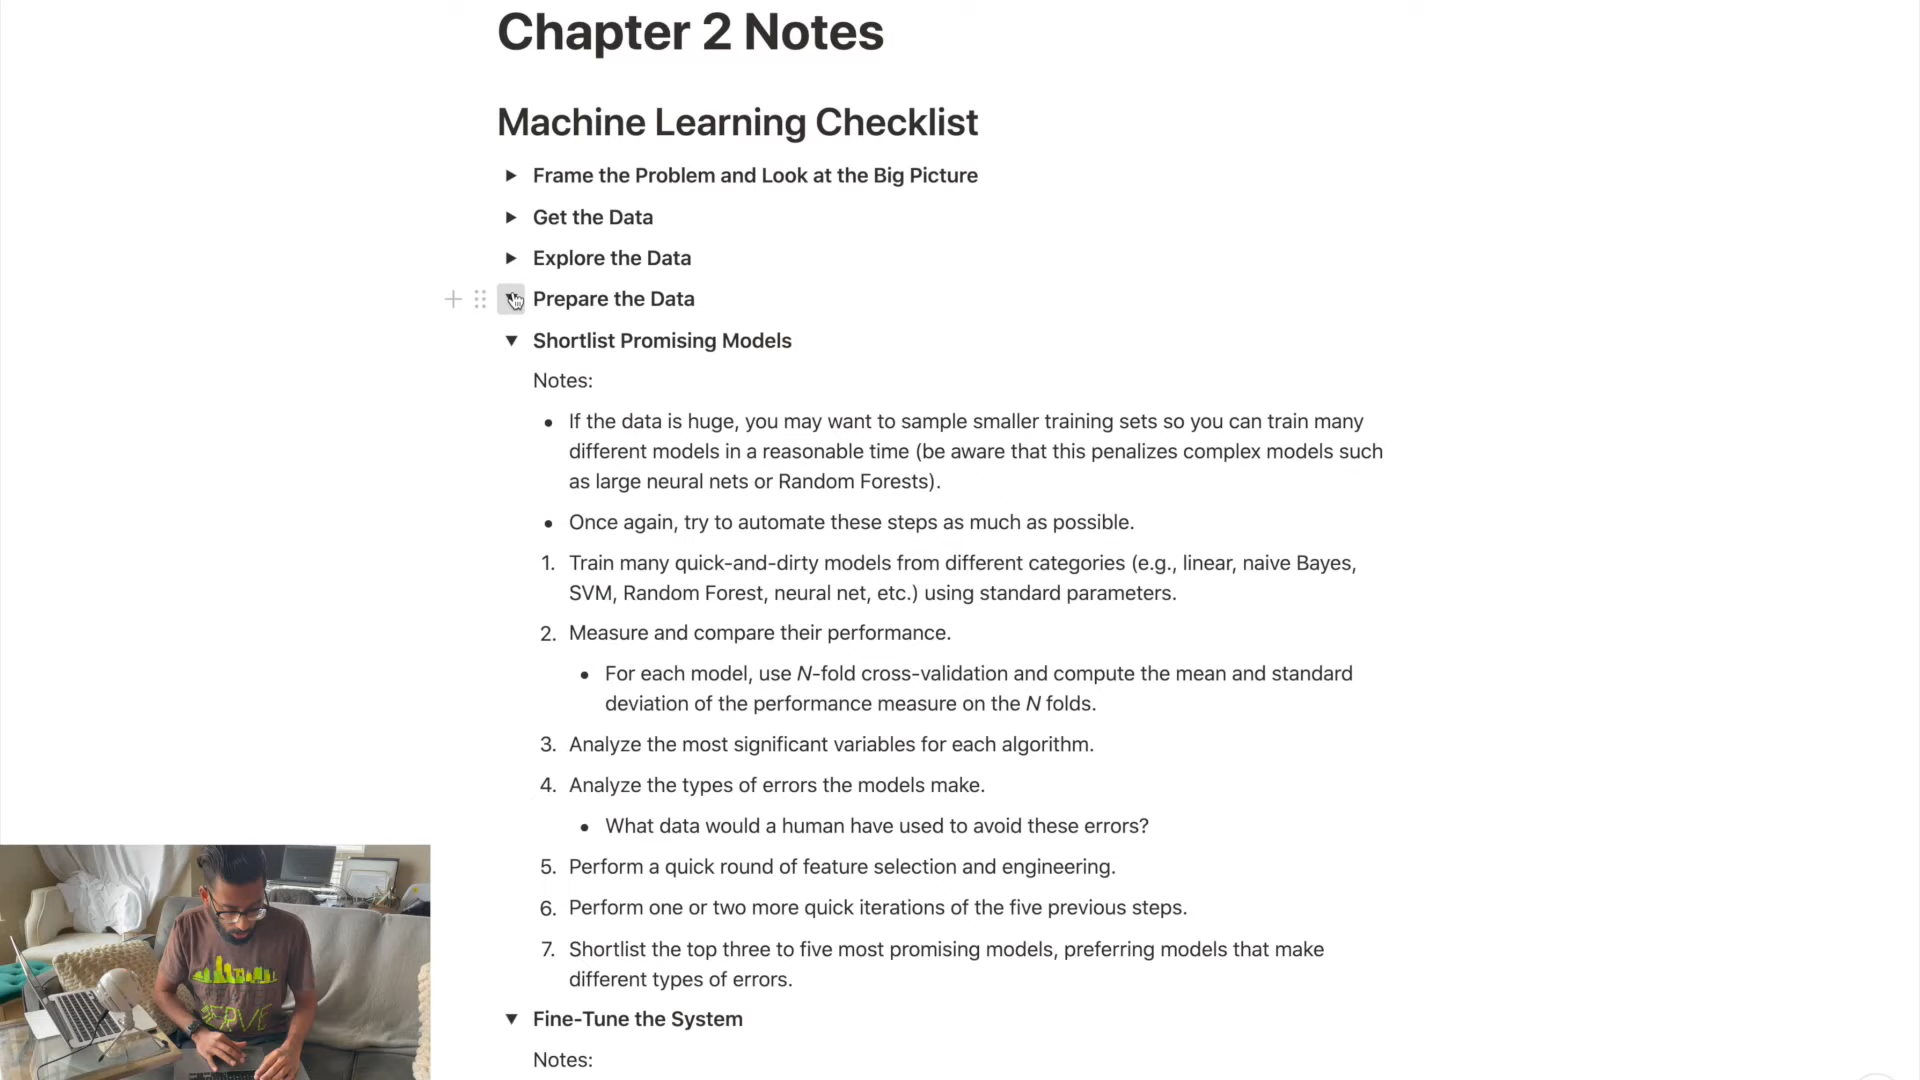 Chapter 2 Notes
Machine Learning Checklist
Frame the Problem and Look at the Big Picture
Get the Data
Explore the Data
Prepare the Data
Shortlist Promising Models
Notes:
If the data is huge, you may want to sample smaller training sets so you can train many
different models in a reasonable time (be aware that this penalizes complex models such
as large neural nets or Random Forests).
Once again, try to automate these steps as much as possible.
1. Train many quick-and-dirty models from different categories (e.g., linear, naive Bayes,
SVM, Random Forest, neural net, etc.) using standard parameters.
2. Measure and compare their performance.
For each model, use N-fold cross-validation and compute the mean and standard
deviation of the performance measure on the N folds.
3. Analyze the most significant variables for each algorithm.
4. Analyze the types of errors the models make.
What data would a human have used to avoid these errors?
5. Perform a quick round of feature selection and engineering.
6. Perform one or two more quick iterations of the five previous steps.
7. Shortlist the top three to five most promising models, preferring models that make
different types of errors.
Fine-Tune the System
Notes: